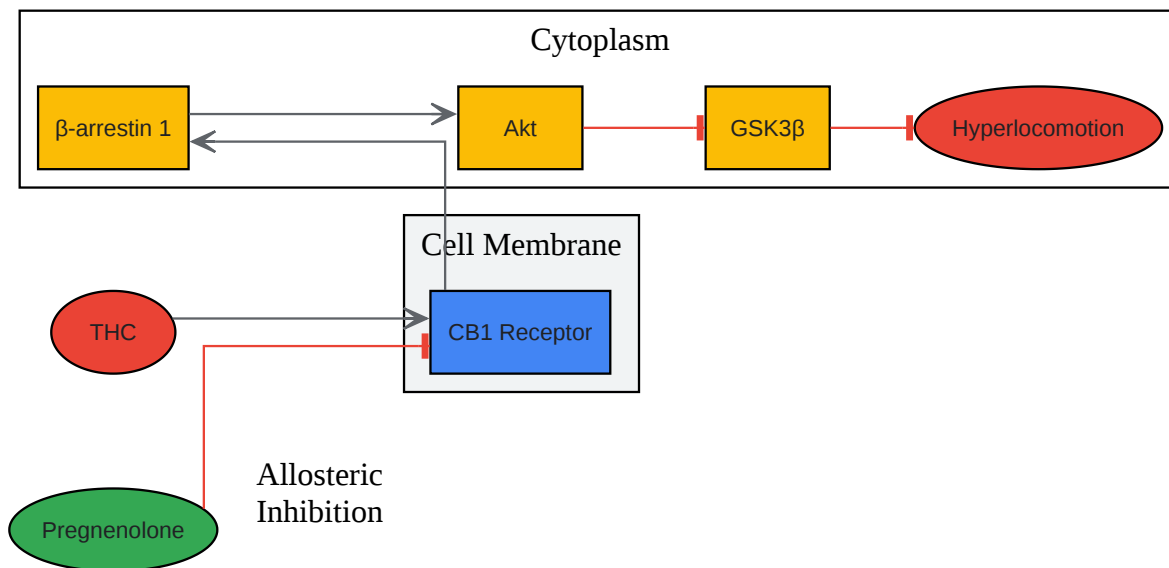 Cytoplasm
β-arrestin 1
Akt
GSK3β
Hyperlocomotion
Cell Membrane
THC
CB1 Receptor
Allosteric
Inhibition
Pregnenolone